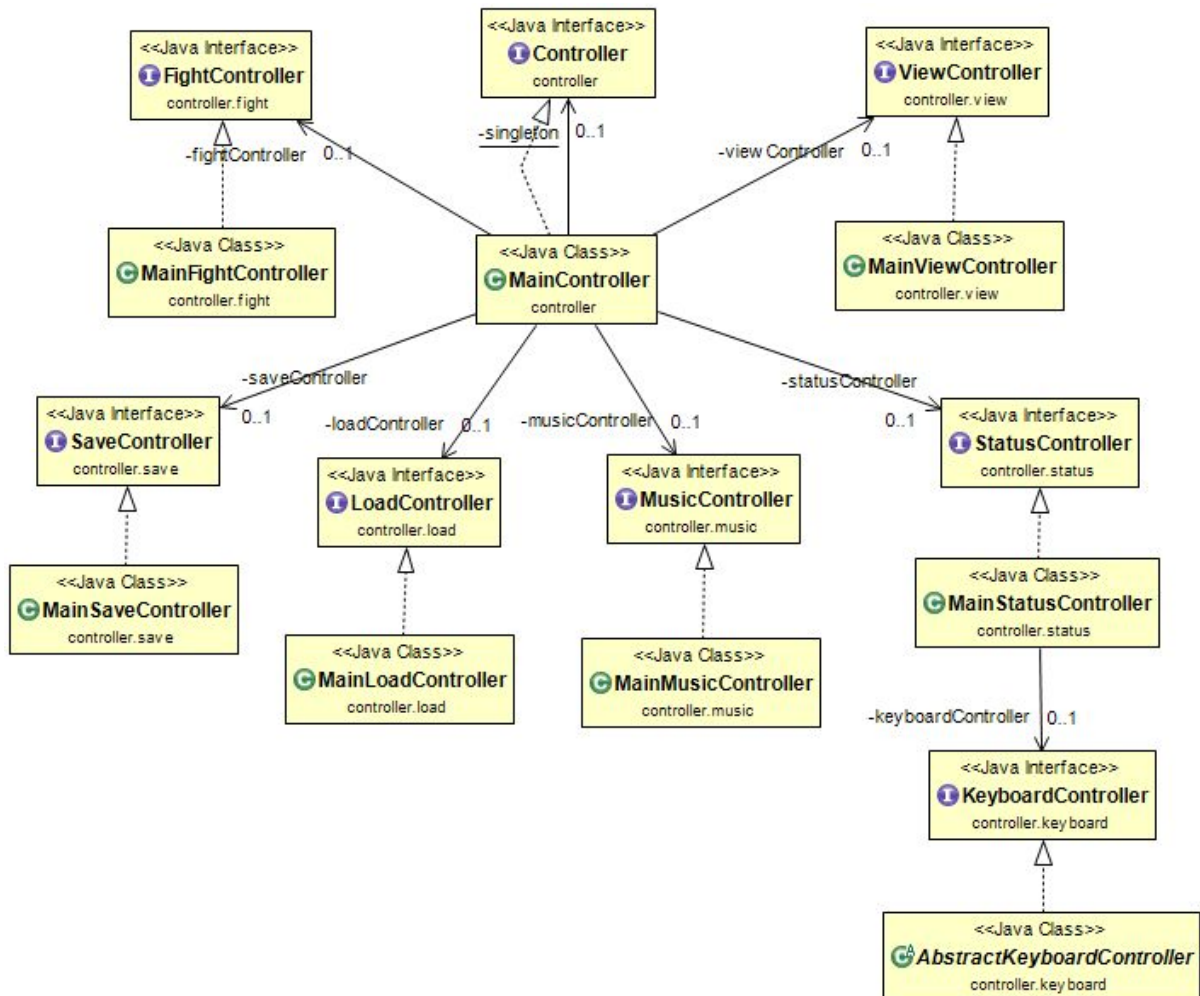 <<Java Interface>>
FightController
controller.fight
<<Java Interface>>
Controller
controller
<<Java Interface>>
ViewController
controller.view
-fightController
0..1
-singleton
0..1
-viewController
0..1
<<Java Class>>
MainFightController
controller.fight
<<Java Class>>
MainController
controller
<<Java Class>>
MainViewController
controller.view
-saveController
0..1
-loadController
0..1
-musicController
0..1
-statusController
0..1
<<Java Interface>>
SaveController
controller.save
<<Java Interface>>
LoadController
controller.load
<<Java Interface>>
MusicController
controller.music
<<Java Interface>>
StatusController
controller.status
<<Java Class>>
MainSaveController
controller.save
<<Java Class>>
MainLoadController
controller.load
<<Java Class>>
MainMusicController
controller.music
<<Java Class>>
MainStatusController
controller.status
-keyboardController
0..1
<<Java Interface>>
KeyboardController
controller.keyboard
<<Java Class>>
AbstractKeyboardController
controller.keyboard